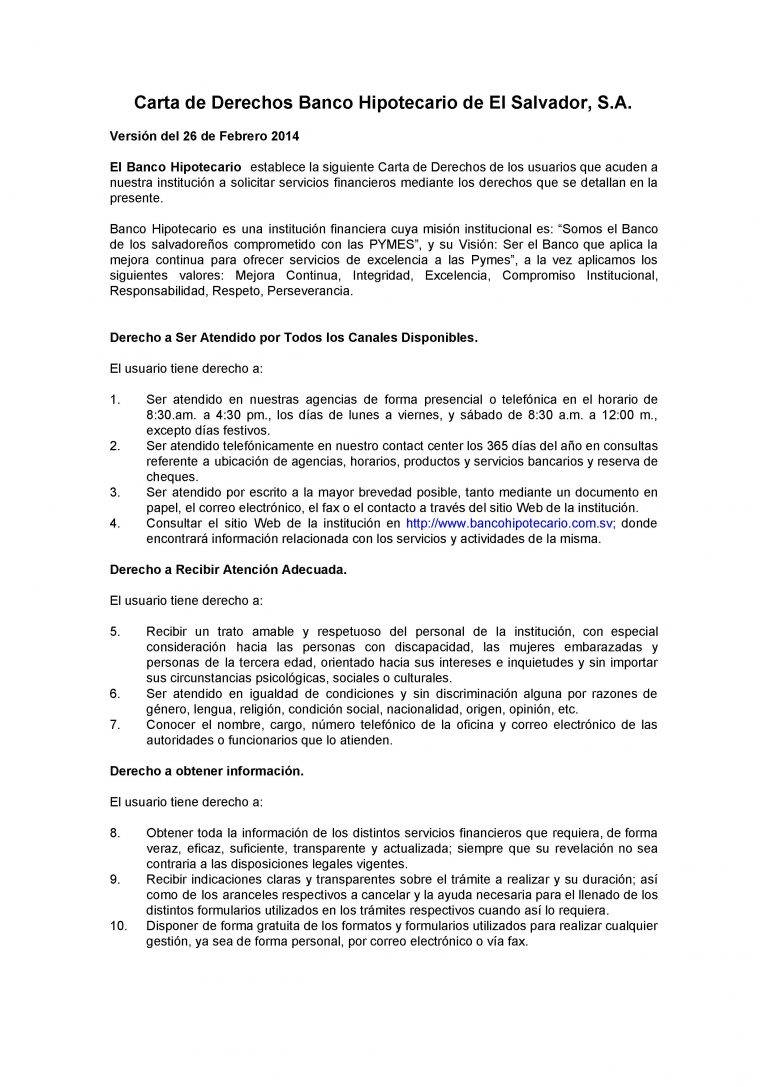 Carta de Derechos Banco Hipotecario de El Salvador, S.A.
Versión del 26 de Febrero 2014
El Banco Hipotecario establece la siguiente Carta de Derechos de los usuarios que acuden a
nuestra institución a solicitar servicios financieros mediante los derechos que se detallan en la
presente.
Banco Hipotecario es una institución financiera cuya misión institucional es: “Somos el Banco
de los salvadoreños comprometido con las PYMES”, y su Visión: Ser el Banco que aplica la
mejora continua para ofrecer servicios de excelencia a las Pymes”, a la vez aplicamos los
siguientes valores: Mejora Continua, Integridad, Excelencia, Compromiso Institucional,
Responsabilidad, Respeto, Perseverancia.
Derecho a Ser Atendido por Todos los Canales Disponibles.
El usuario tiene derecho a:
1. Ser atendido en nuestras agencias de forma presencial o telefónica en el horario de
8:30.am. a 4:30 pm., los días de lunes a viernes, y sábado de 8:30 a.m. a 12:00 m.,
excepto días festivos.
2. Ser atendido telefónicamente en nuestro contact center los 365 días del año en consultas
referente a ubicación de agencias, horarios, productos y servicios bancarios y reserva de
cheques.
3. Ser atendido por escrito a la mayor brevedad posible, tanto mediante un documento en
papel, el correo electrónico, el fax o el contacto a través del sitio Web de la institución.
4. Consultar el sitio Web de la institución en http://www.bancohipotecario.com.sv; donde
encontrará información relacionada con los servicios y actividades de la misma.
Derecho a Recibir Atención Adecuada.
El usuario tiene derecho a:
5. Recibir un trato amable y respetuoso del personal de la institución, con especial
consideración hacia las personas con discapacidad, las mujeres embarazadas y
personas de la tercera edad, orientado hacia sus intereses e inquietudes y sin importar
sus circunstancias psicológicas, sociales o culturales.
6. Ser atendido en igualdad de condiciones y sin discriminación alguna por razones de
género, lengua, religión, condición social, nacionalidad, origen, opinión, etc.
7. Conocer el nombre, cargo, número telefónico de la oficina y correo electrónico de las
autoridades o funcionarios que lo atienden.
Derecho a obtener información.
El usuario tiene derecho a:
8. Obtener toda la información de los distintos servicios financieros que requiera, de forma
veraz, eficaz, suficiente, transparente y actualizada; siempre que su revelación no sea
contraria a las disposiciones legales vigentes.
9. Recibir indicaciones claras y transparentes sobre el trámite a realizar y su duración; así
como de los aranceles respectivos a cancelar y la ayuda necesaria para el llenado de los
distintos formularios utilizados en los trámites respectivos cuando así lo requiera.
10. Disponer de forma gratuita de los formatos y formularios utilizados para realizar cualquier
gestión, ya sea de forma personal, por correo electrónico o vía fax.